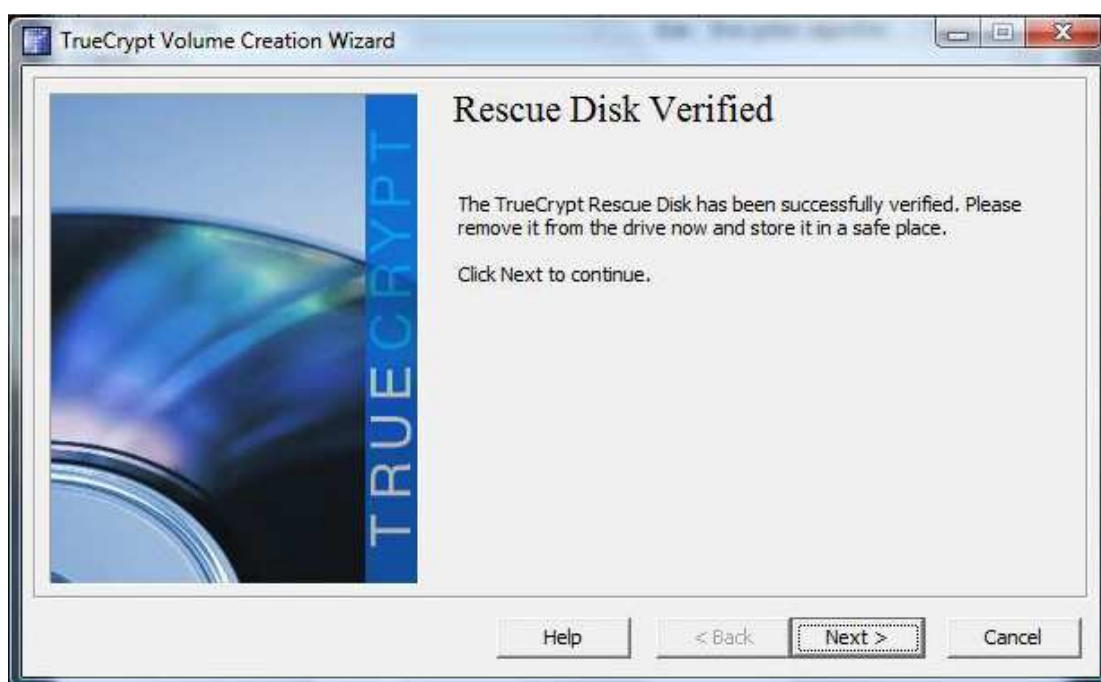 TrueCrypt Volume Creation Wizard
TRUECRYPT
Rescue Disk Verified
The TrueCrypt Rescue Disk has been successfully verified. Please
remove it from the drive now and store it in a safe place.
Click Next to continue.
Help
< Back
Next >
Cancel